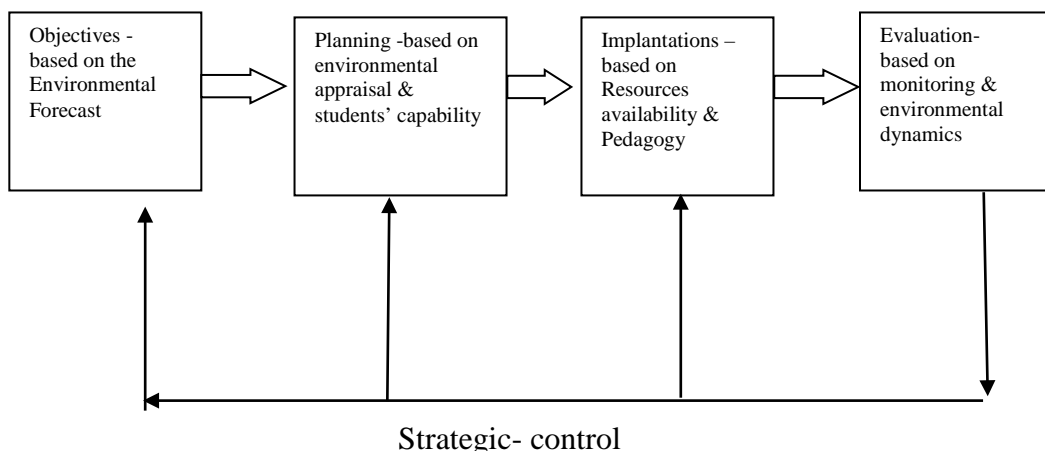 Objectives -
based on the
Environmental
Forecast
Planning -based on
environmental
appraisal &
students’ capability
Implantations –
based on
Resources
availability &
Pedagogy
Evaluation-
based on
monitoring &
environmental
dynamics
Strategic- control